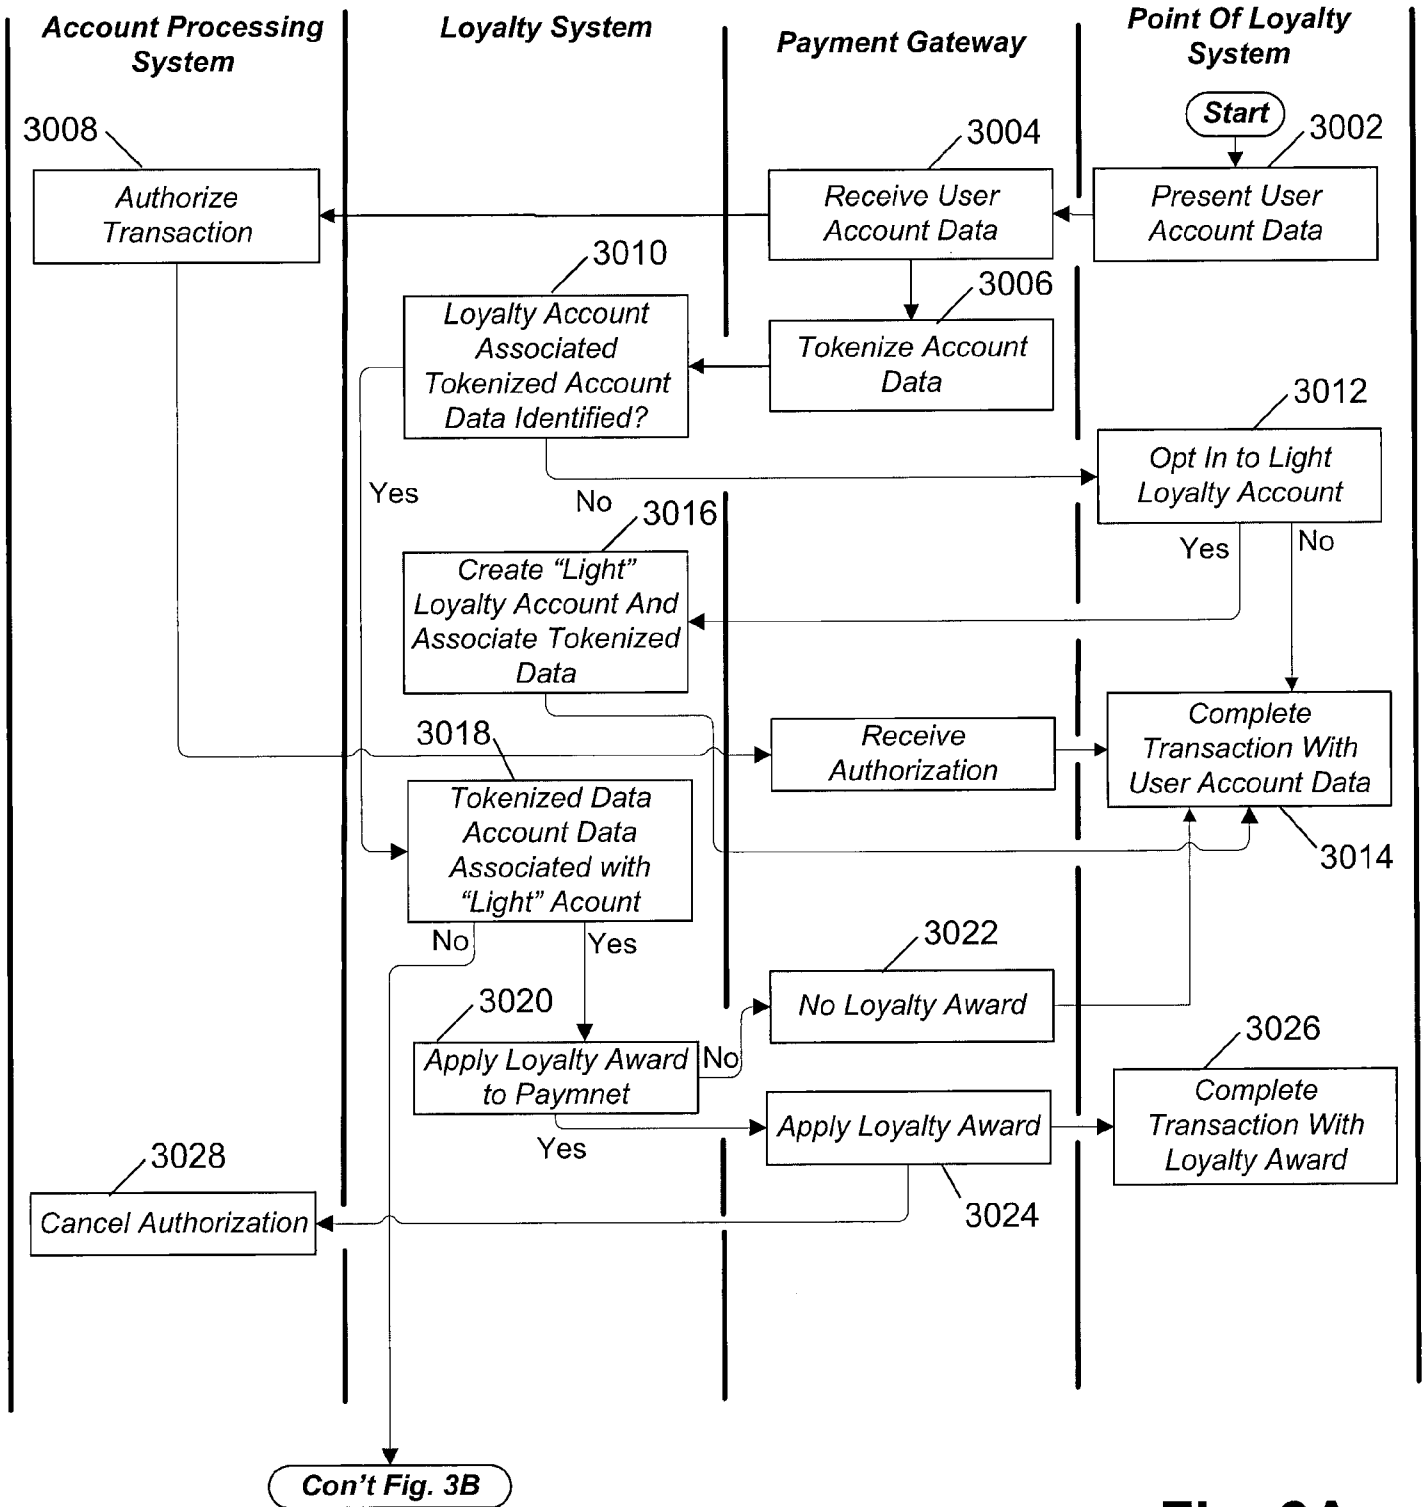 Account Processing
System
Loyalty System
Payment Gateway
Point Of Loyalty
System
Start
3008
3004
3002
Authorize
Transaction
Receive User
Account Data
Present User
Account Data
3010
3006
Loyalty Account
Associated
Tokenized Account
Data Identified?
Tokenize Account
Data
3012
Opt In to Light
Loyalty Account
Yes
No
3016
Yes
No
Create “Light”
Loyalty Account And
Associate Tokenized
Data
3018
Receive
Authorization
Complete
Transaction With
User Account Data
3014
Tokenized Data
Account Data
Associated with
“Light” Acount
No
Yes
3022
No Loyalty Award
3020
Apply Loyalty Award
to Paymnet
No
Yes
3026
Apply Loyalty Award
Complete
Transaction With
Loyalty Award
3028
3024
Cancel Authorization
Con't Fig. 3B